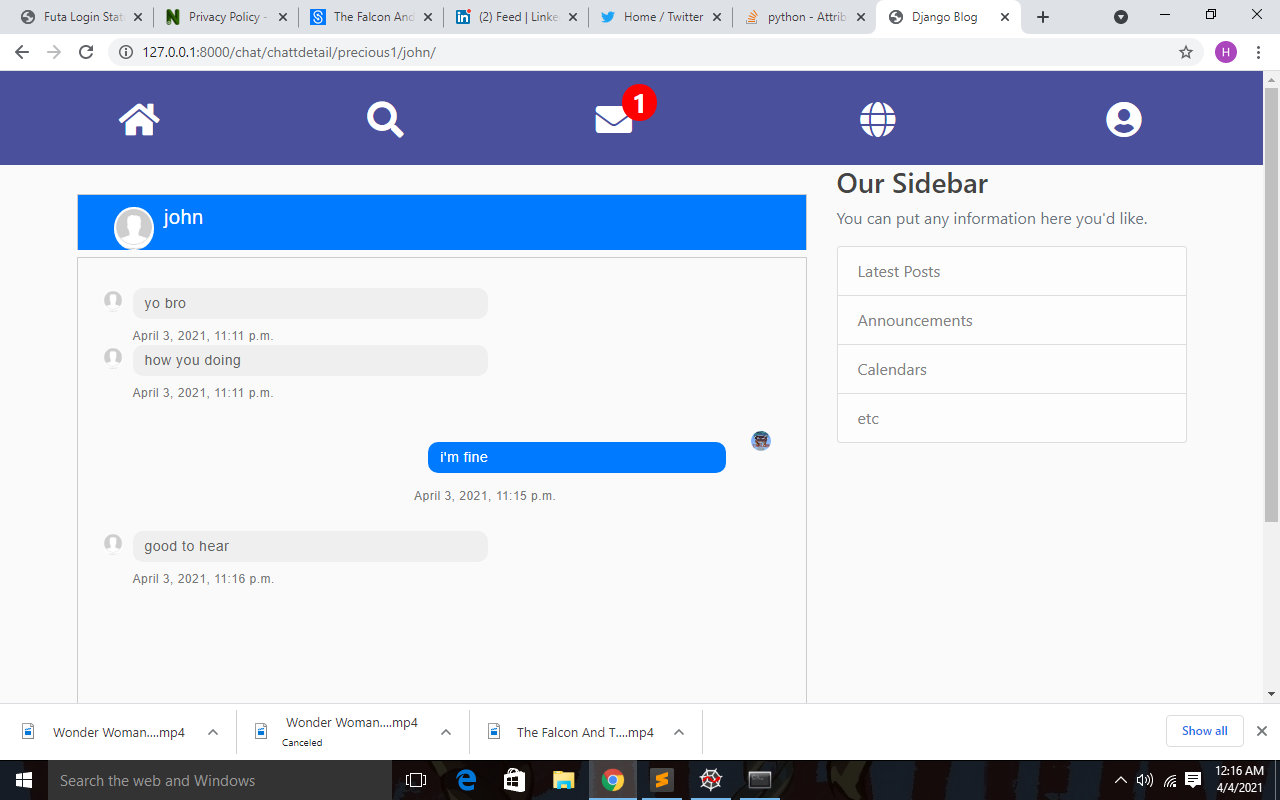 Futa Login Stat
Privacy Policy -
The Falcon And
(2) Feed | Linke
Home / Twitter
python - Attrib
Django Blog
127.0.0.1:8000/chat/chattdetail/precious1/john/
H
1
Our Sidebar
You can put any information here you'd like.
Latest Posts
Announcements
Calendars
etc
john
yo bro
April 3, 2021, 11:11 p.m.
how you doing
April 3, 2021, 11:11 p.m.
i'm fine
April 3, 2021, 11:15 p.m.
good to hear
April 3, 2021, 11:16 p.m.
Wonder Woman....mp4
Wonder Woman....mp4
Canceled
The Falcon And T....mp4
Show all
Search the web and Windows
12:16 AM
4/4/2021